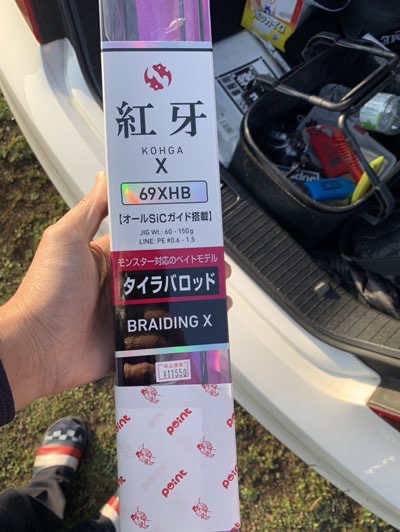 紅牙
KOHGA
X
69XHB
【オールSiCガイド搭載】
JIG Wt.: 60 - 150g
LINE: PE #0.6 - 1.5
モンスター対応のベイトモデル
タイラバロッド
BRAIDING X
¥11550
point
point
point
point
point